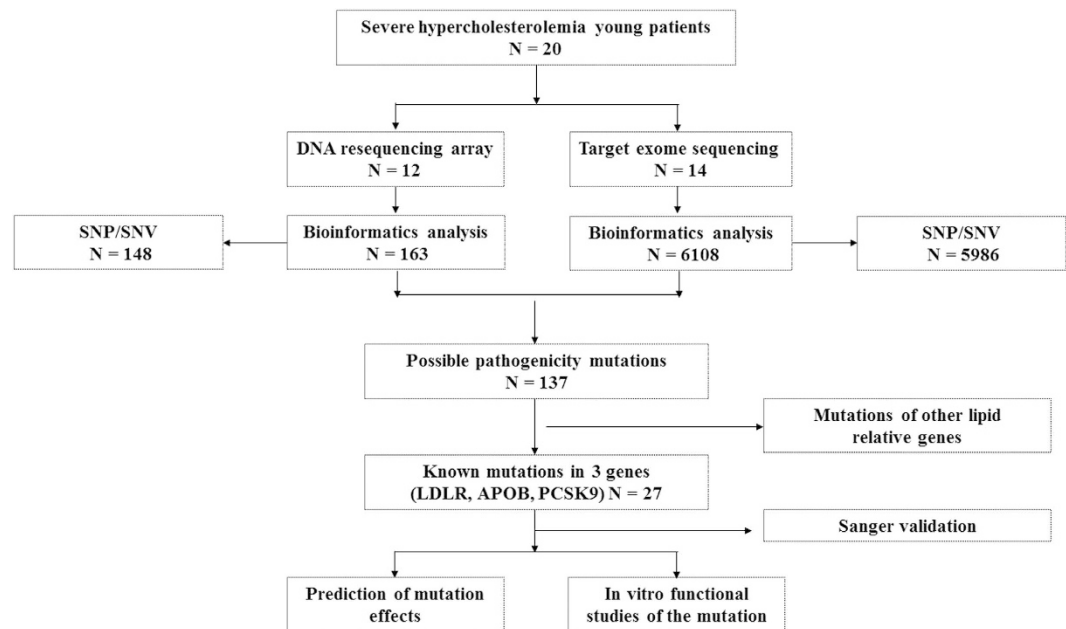 Severe hypercholesterolemia young patients
N = 20
DNA resequencing array
N = 12
Target exome sequencing
N = 14
SNP/SNV
N = 148
Bioinformatics analysis
N = 163
Bioinformatics analysis
N = 6108
SNP/SNV
N = 5986
Possible pathogenicity mutations
N = 137
Mutations of other lipid
relative genes
Known mutations in 3 genes
(LDLR, APOB, PCSK9) N = 27
Sanger validation
Prediction of mutation
effects
In vitro functional
studies of the mutation